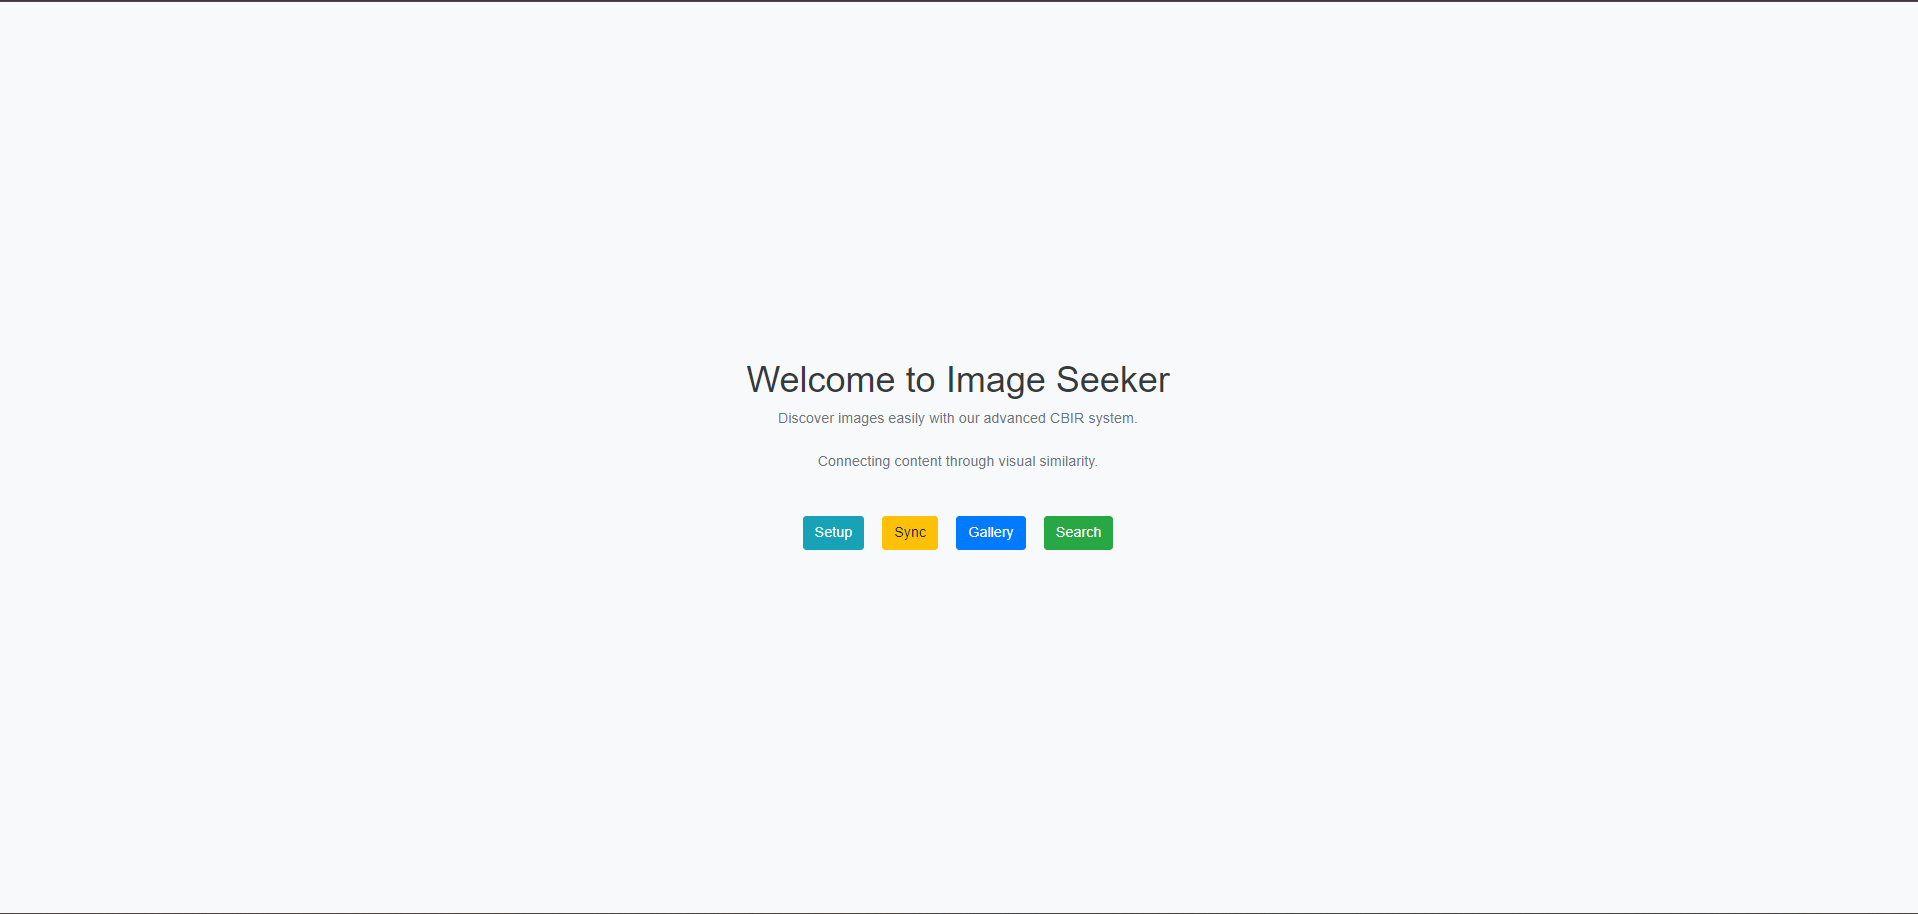 Welcome to Image Seeker
Discover images easily with our advanced CBIR system.
Connecting content through visual similarity.
Setup Sync Gallery Search